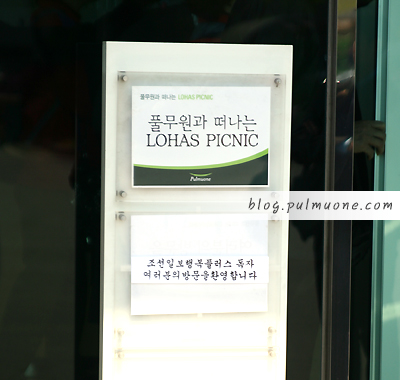 풀무원과 떠나는 LOHAS PICNIC
풀무원과 떠나는
LOHAS PICNIC
Pulmuone
blog.pulmuone.com
조선일보행복플러스 독자
여러분의방문을환영합니다